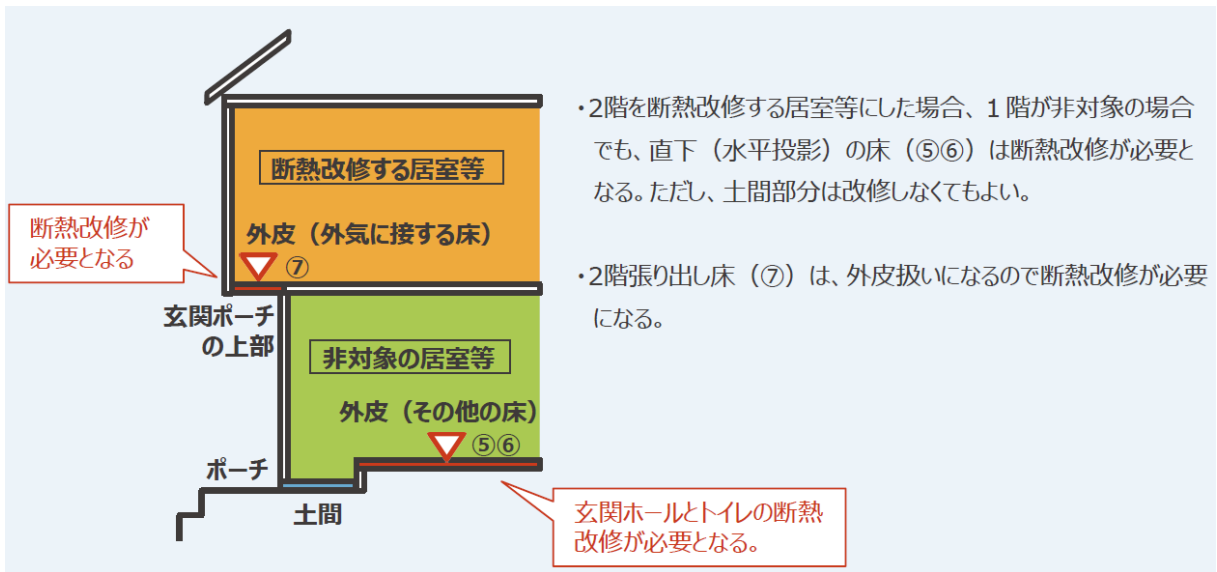 ・2階を断熱改修する居室等にした場合、1階が非対象の場合
でも、直下（水平投影）の床（⑤⑥）は断熱改修が必要と
なる。ただし、土間部分は改修しなくてもよい。
・2階張り出し床（⑦）は、外皮扱いになるので断熱改修が必要
になる。
断熱改修する居室等
断熱改修が
必要となる
外皮（外気に接する床）
⑦
玄関ポーチ
の上部
非対象の居室等
外皮（その他の床）
⑤⑥
ポーチ
土間
玄関ホールとトイレの断熱
改修が必要となる。